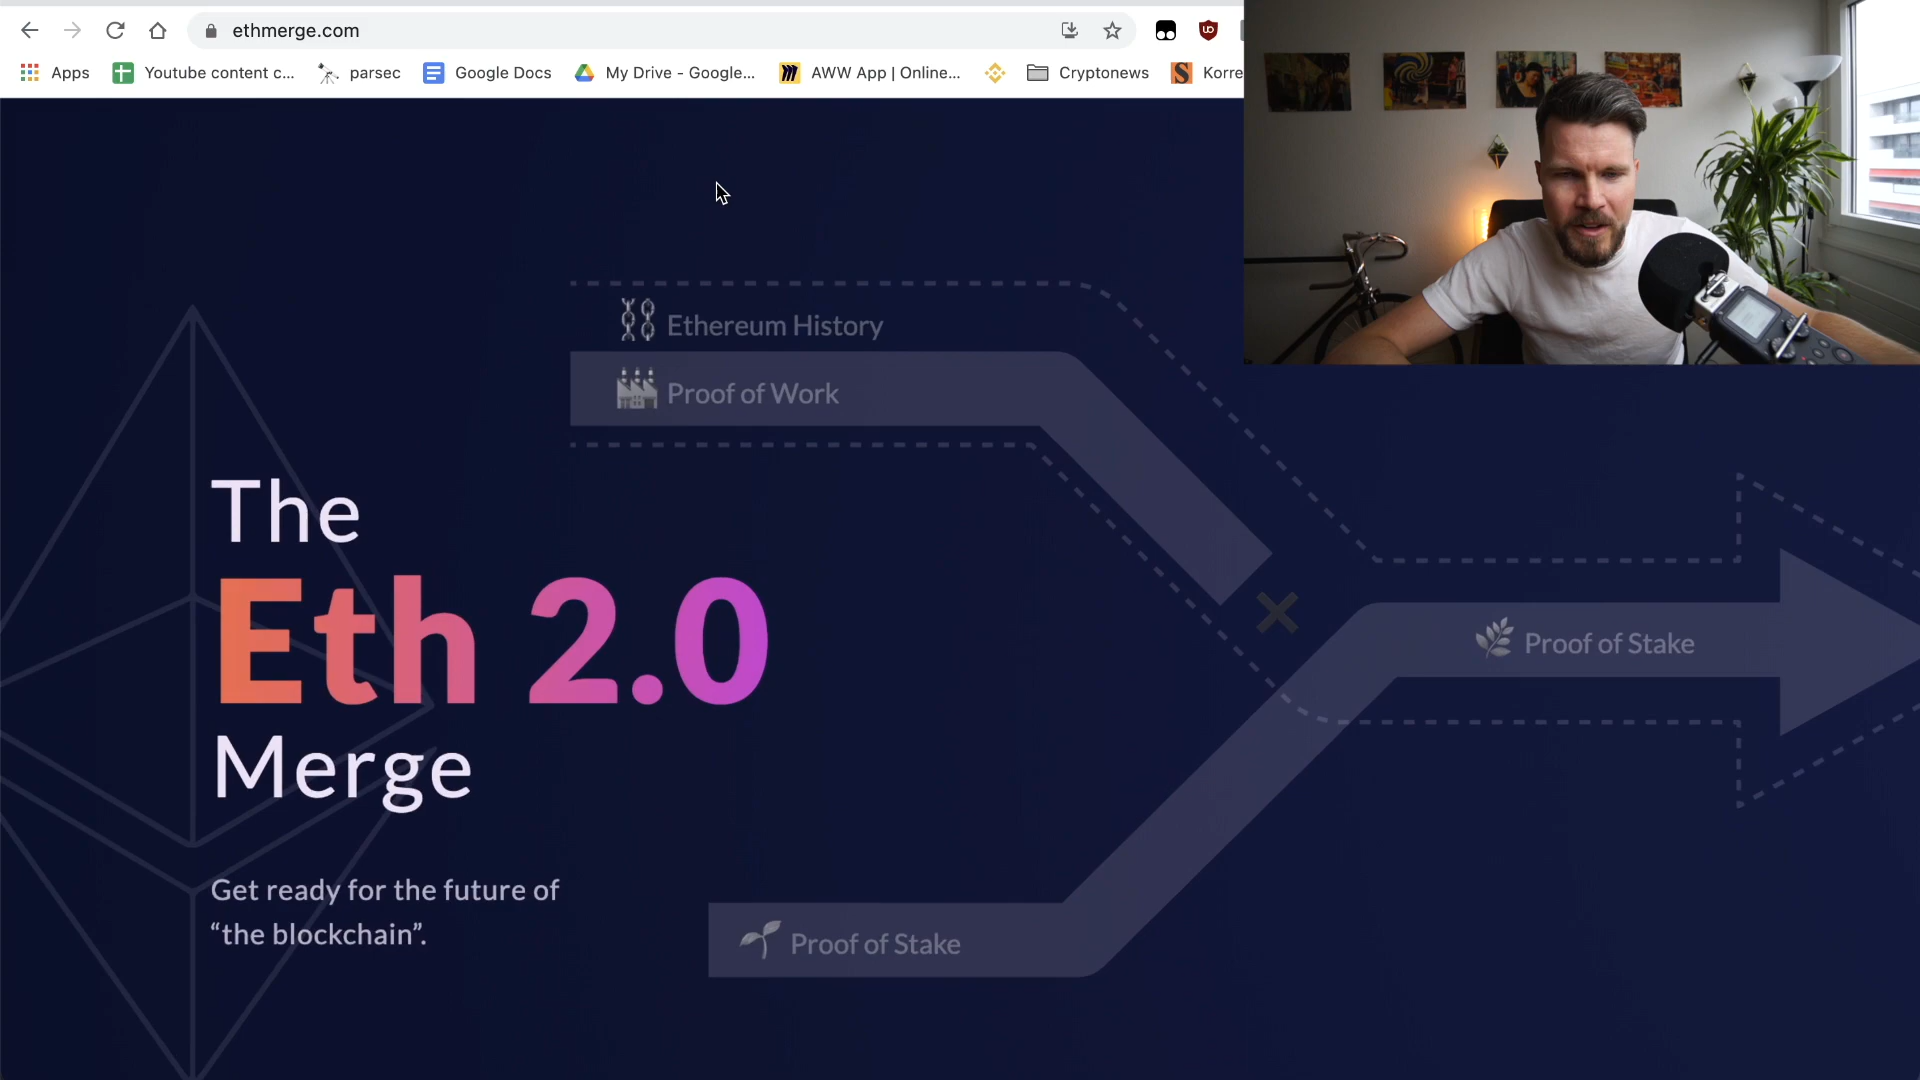 ethmerge.com
Apps
Youtube content c...
parsec
Google Docs
My Drive - Google...
AWW App | Online...
Cryptonews
Korre
Ethereum History
Proof of Work
The
Eth 2.0
Merge
Proof of Stake
Get ready for the future of
“the blockchain”.
Proof of Stake